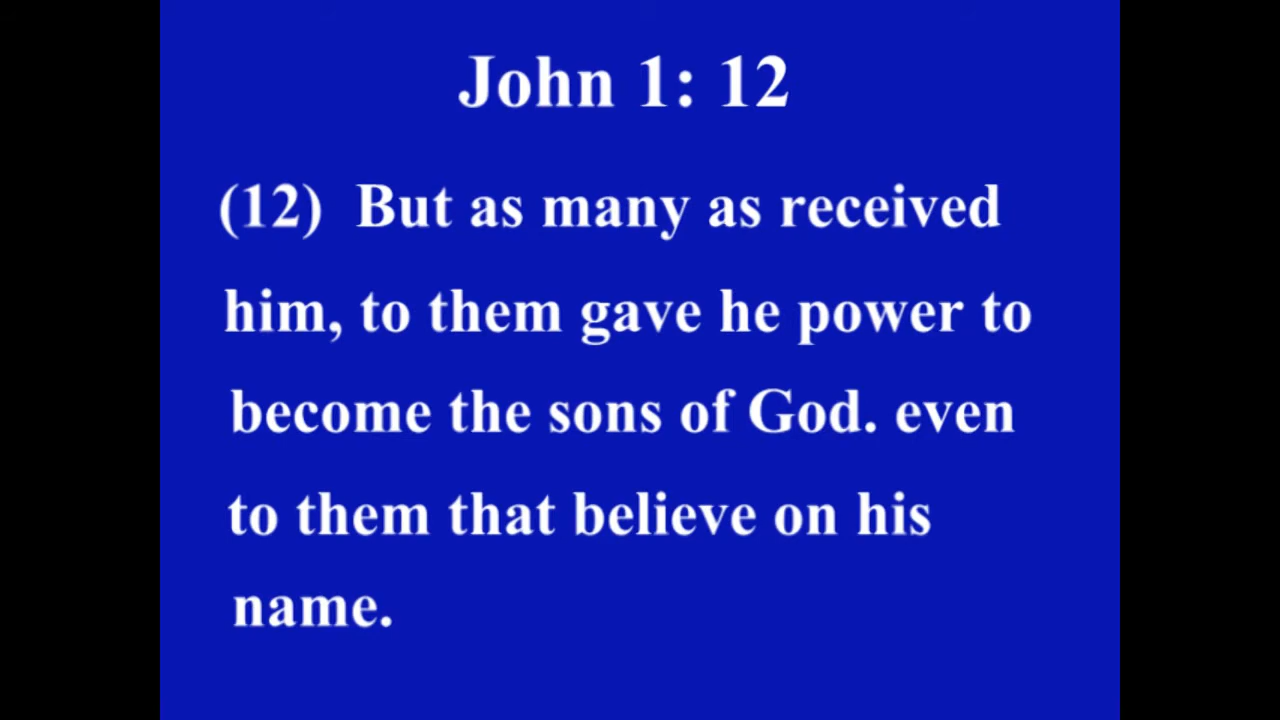 John 1: 12
(12) But as many as received
him, to them gave he power to
become the sons of God. even
to them that believe on his
name.